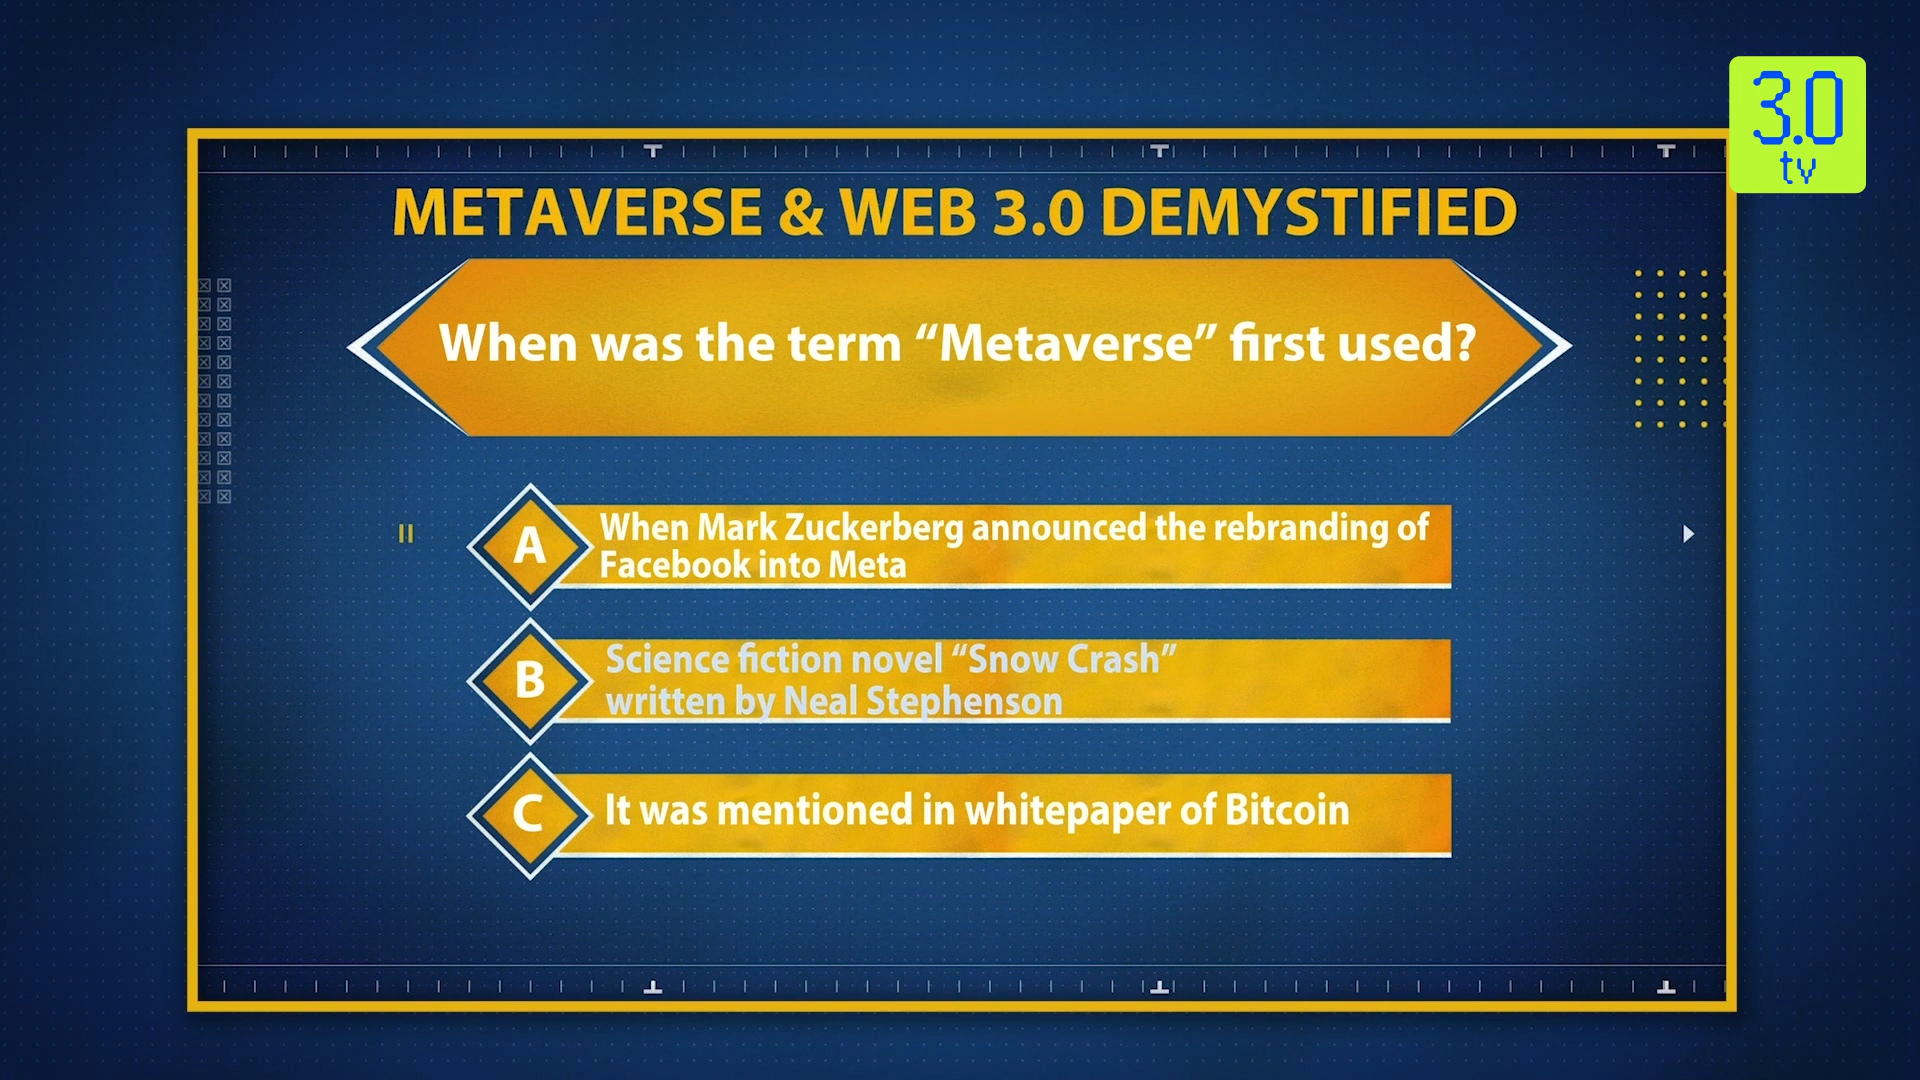 3.0
tv
METAVERSE & WEB 3.0 DEMYSTIFIED
When was the term “Metaverse” first used?
A
When Mark Zuckerberg announced the rebranding of
Facebook into Meta
B
Science fiction novel “Snow Crash”
written by Neal Stephenson
C
It was mentioned in whitepaper of Bitcoin